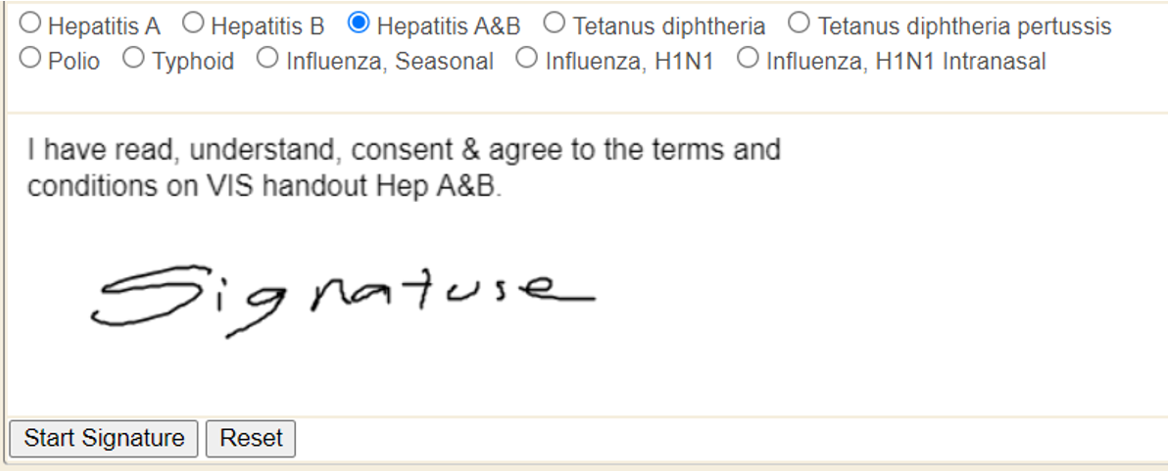 Hepatitis A Hepatitis B Hepatitis A&B Tetanus diphtheria Tetanus diphtheria pertussis
Polio Typhoid Influenza, Seasonal Influenza, H1N1 Influenza, H1N1 Intranasal
I have read, understand, consent & agree to the terms and
conditions on VIS handout Hep A&B.
Signature
Start Signature Reset